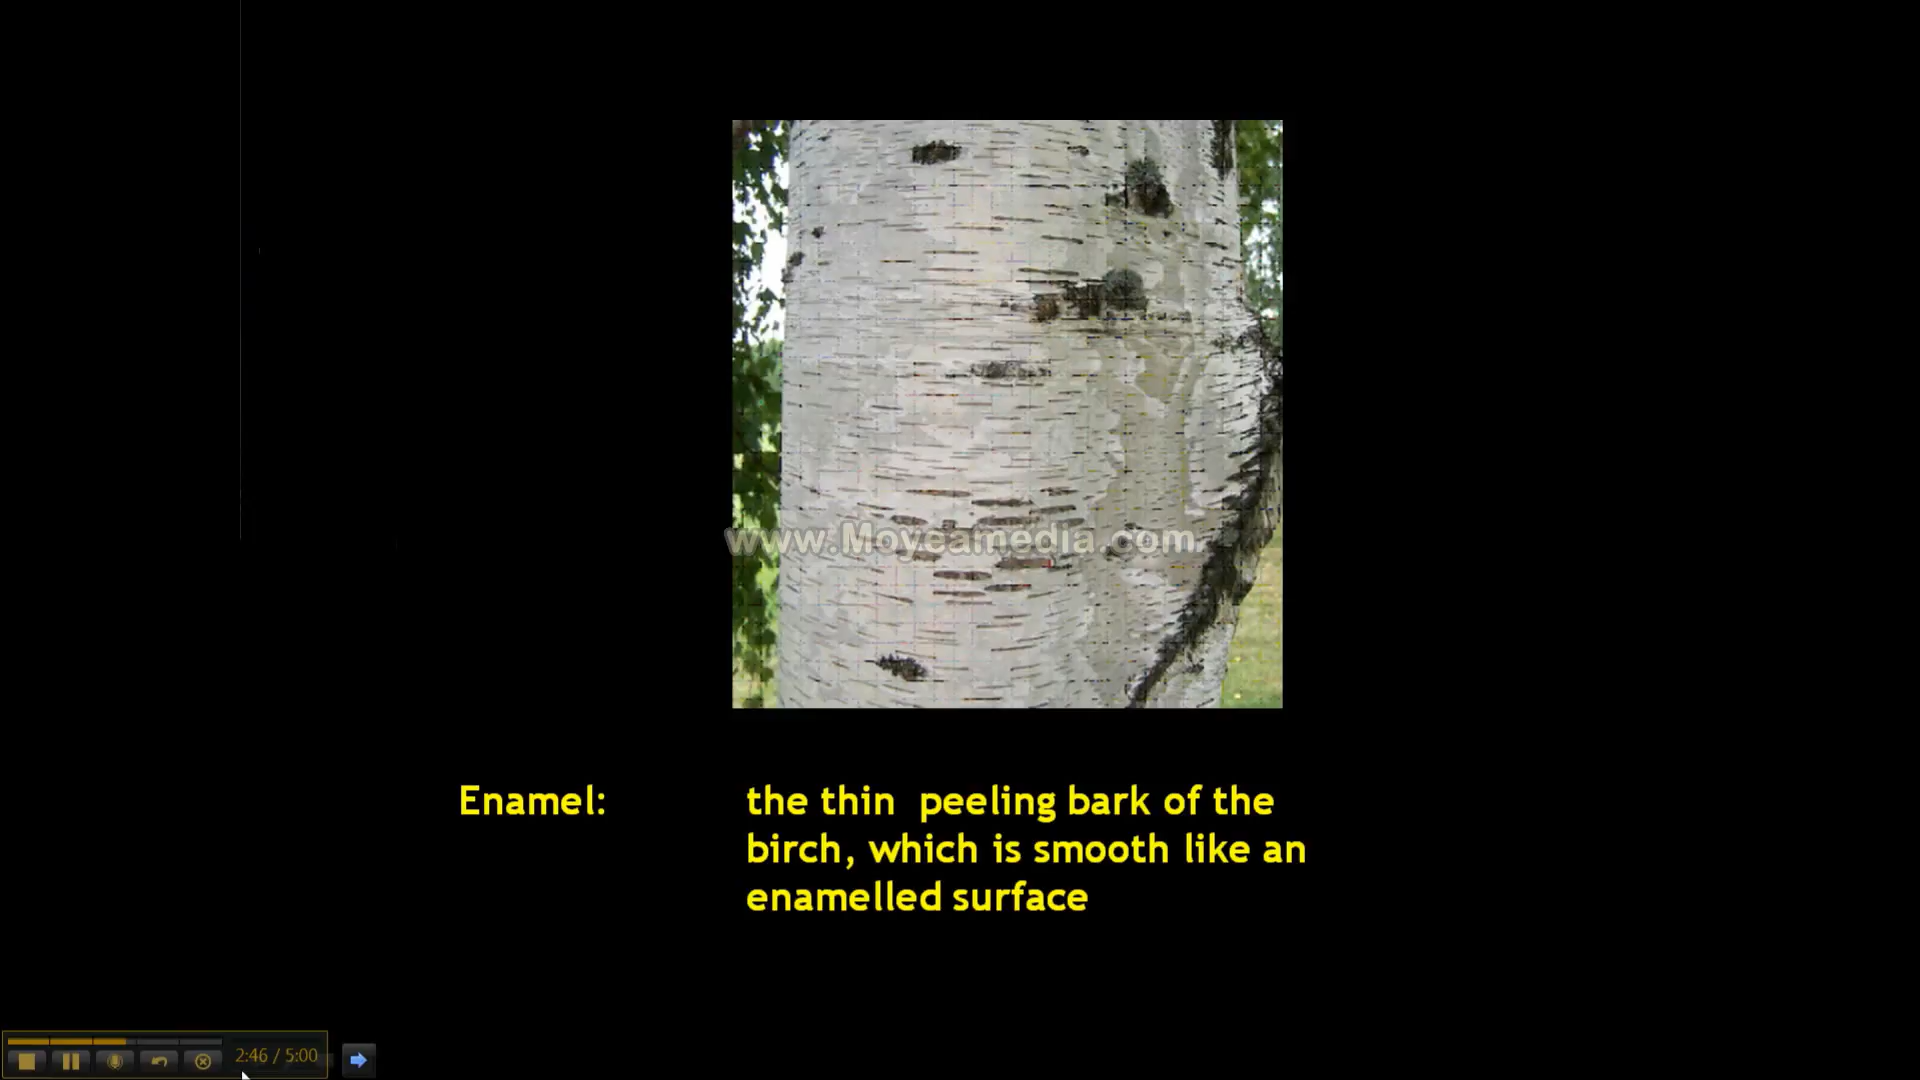 www.Moyeamedia.com
Enamel: the thin peeling bark of the
birch, which is smooth like an
enamelled surface
2:46 / 5:00